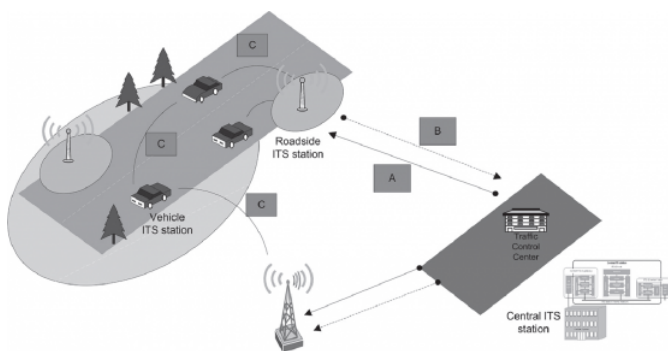 C
C
B
Roadside
ITS station
A
C
Vehicle
ITS station
Traffic
Control
Center
Central ITS
station